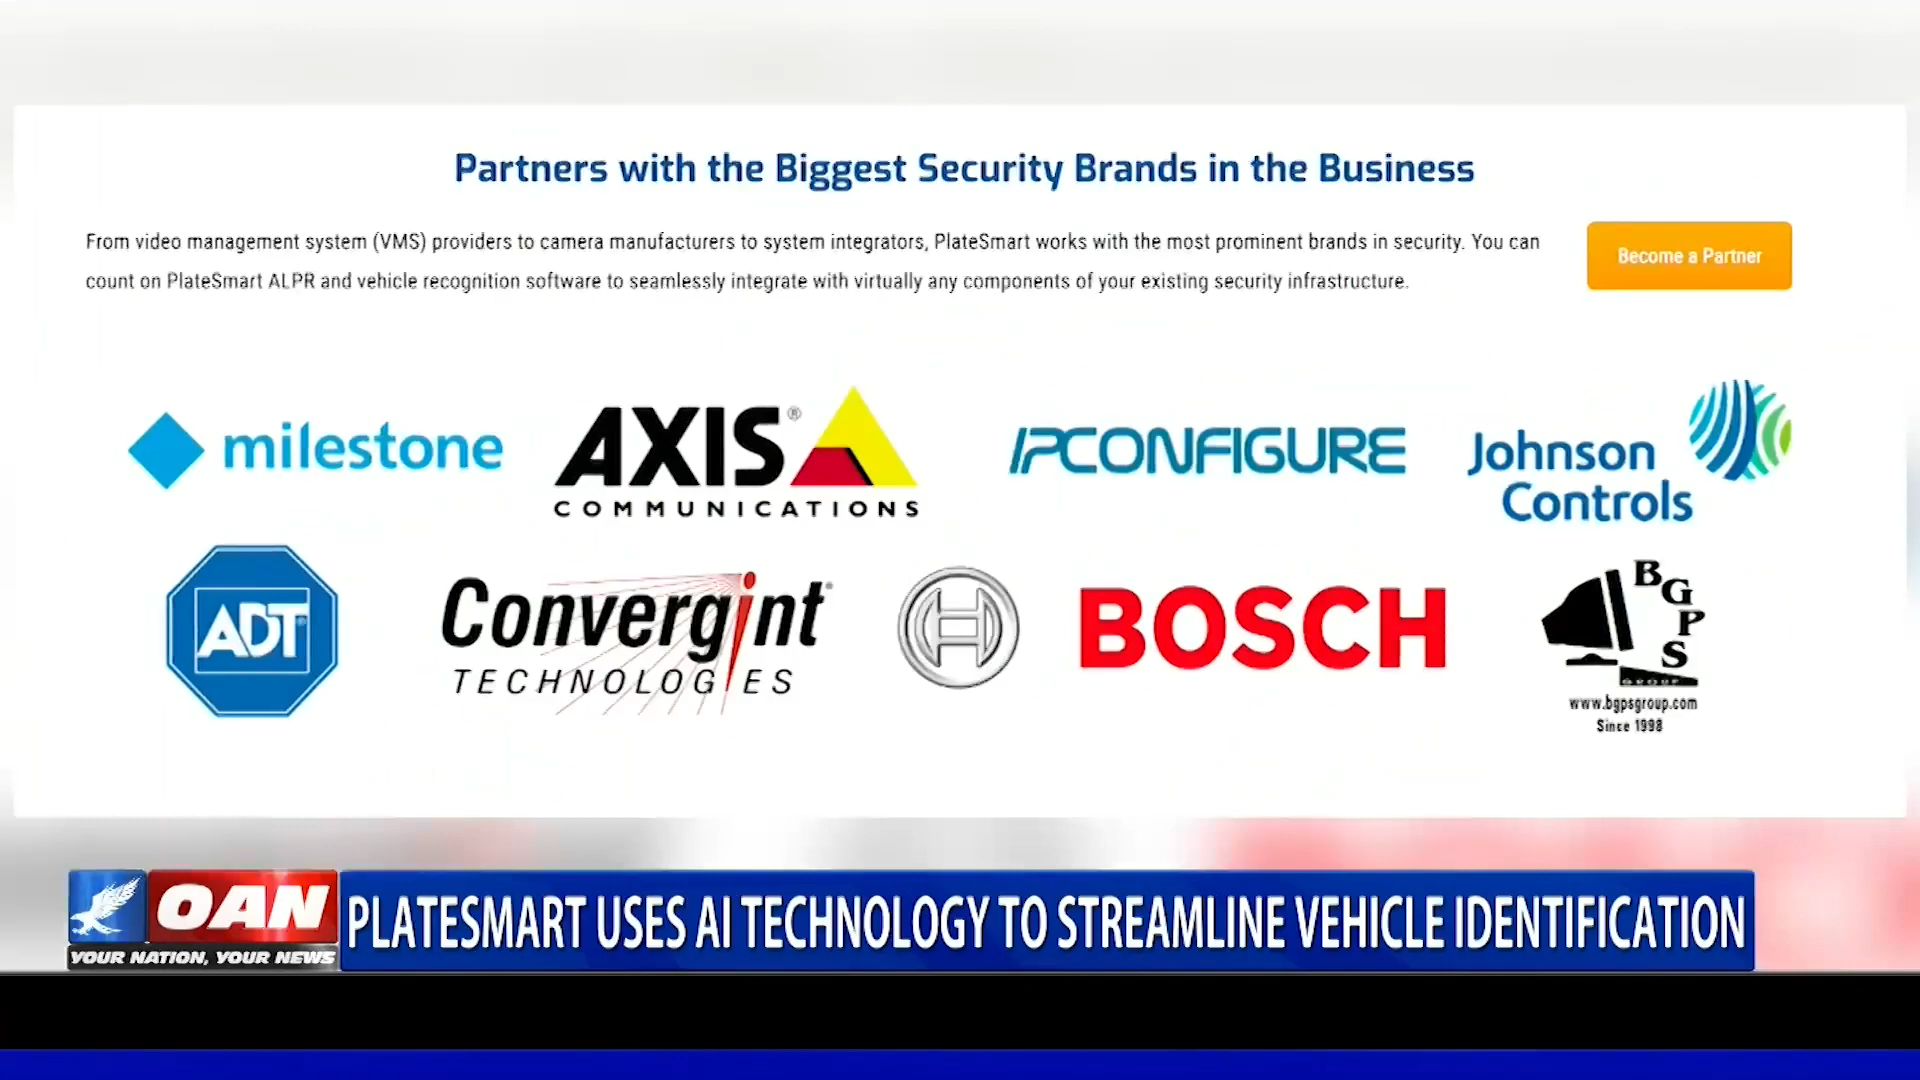 Partners with the Biggest Security Brands in the Business
From video management system (VMS) providers to camera manufacturers to system integrators, PlateSmart works with the most prominent brands in security. You can
count on PlateSmart ALPR and vehicle recognition software to seamlessly integrate with virtually any components of your existing security infrastructure.
Become a Partner
milestone
AXIS®
COMMUNICATIONS
IPCONFIGURE
Johnson
Controls
ADT®
Convergint®
TECHNOLOGIES
BOSCH
BGPS
GROUP
www.bgpsgroup.com
Since 1998
OAN
YOUR NATION, YOUR NEWS
PLATESMART USES AI TECHNOLOGY TO STREAMLINE VEHICLE IDENTIFICATION